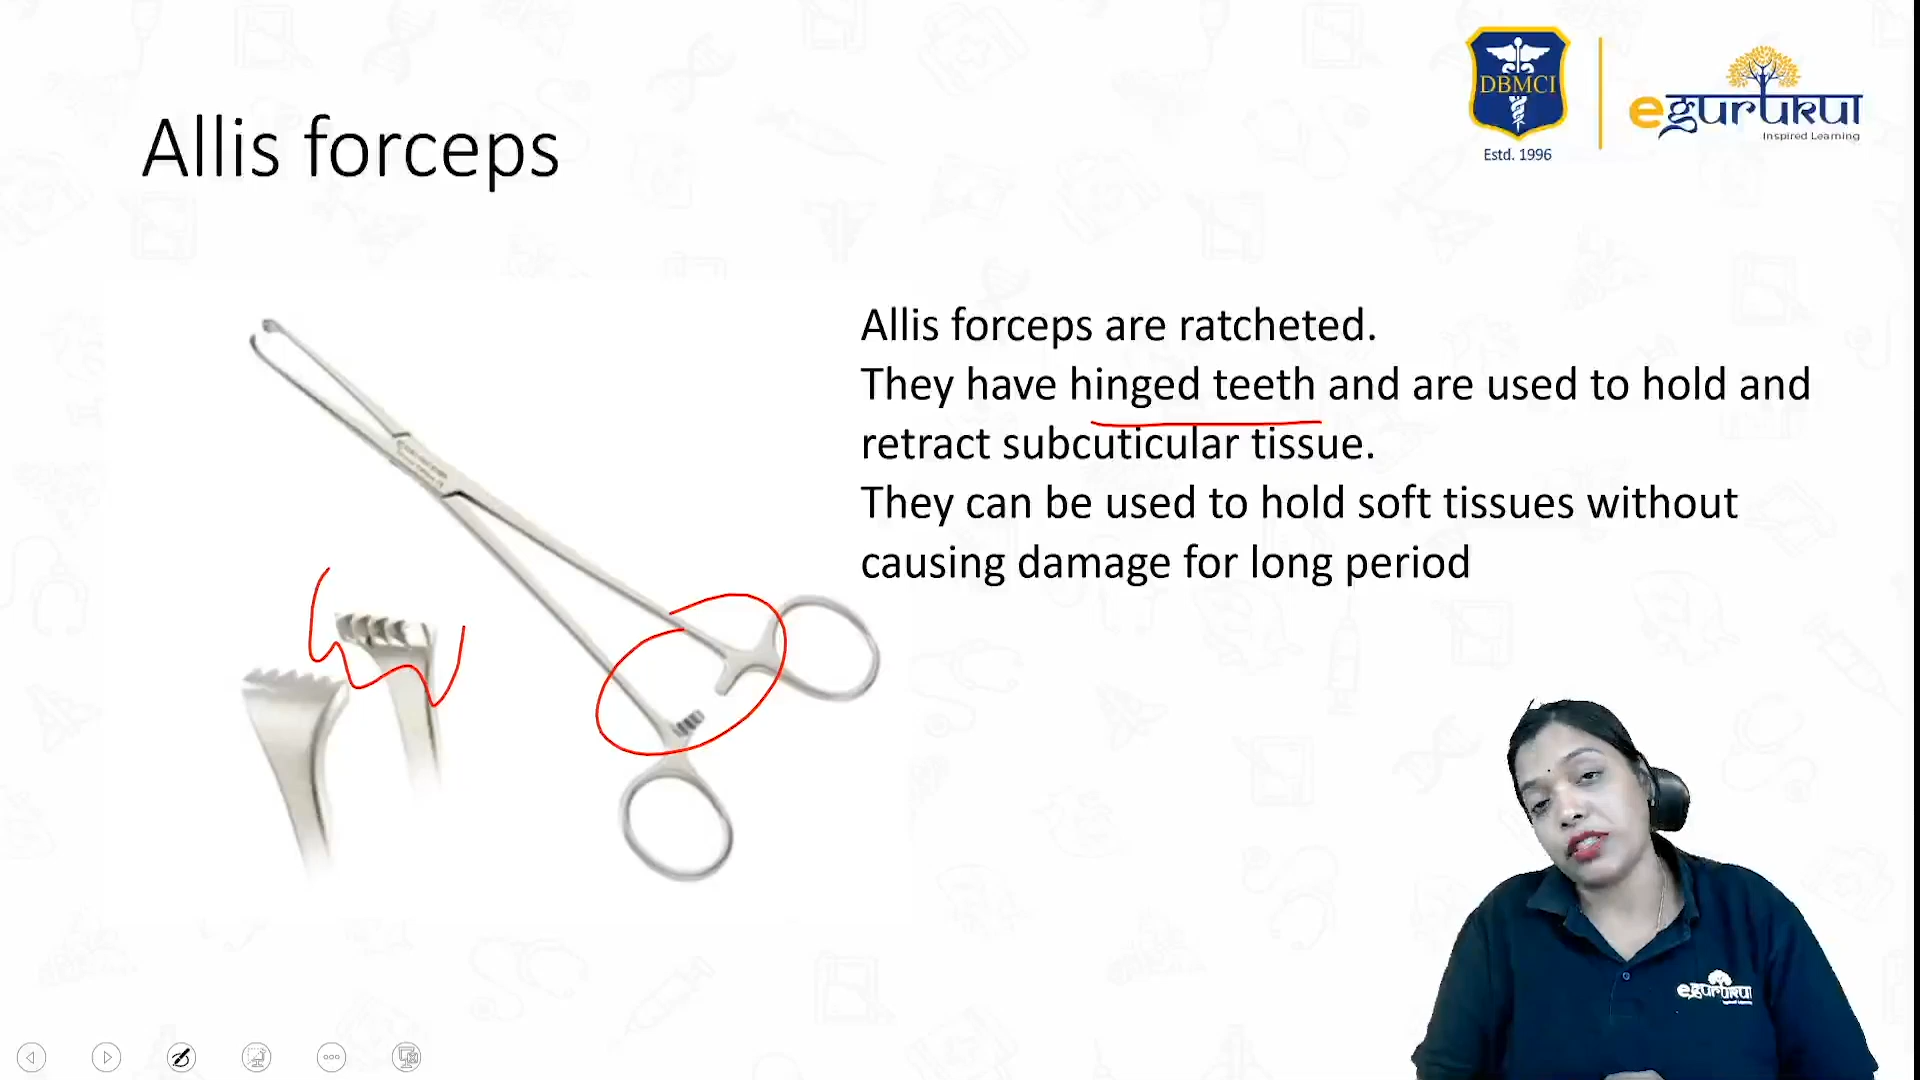 Allis forceps
DBMCI
Estd. 1996
egurukul
Inspired Learning
Allis forceps are ratcheted.
They have hinged teeth and are used to hold and
retract subcuticular tissue.
They can be used to hold soft tissues without
causing damage for long period
egurukul